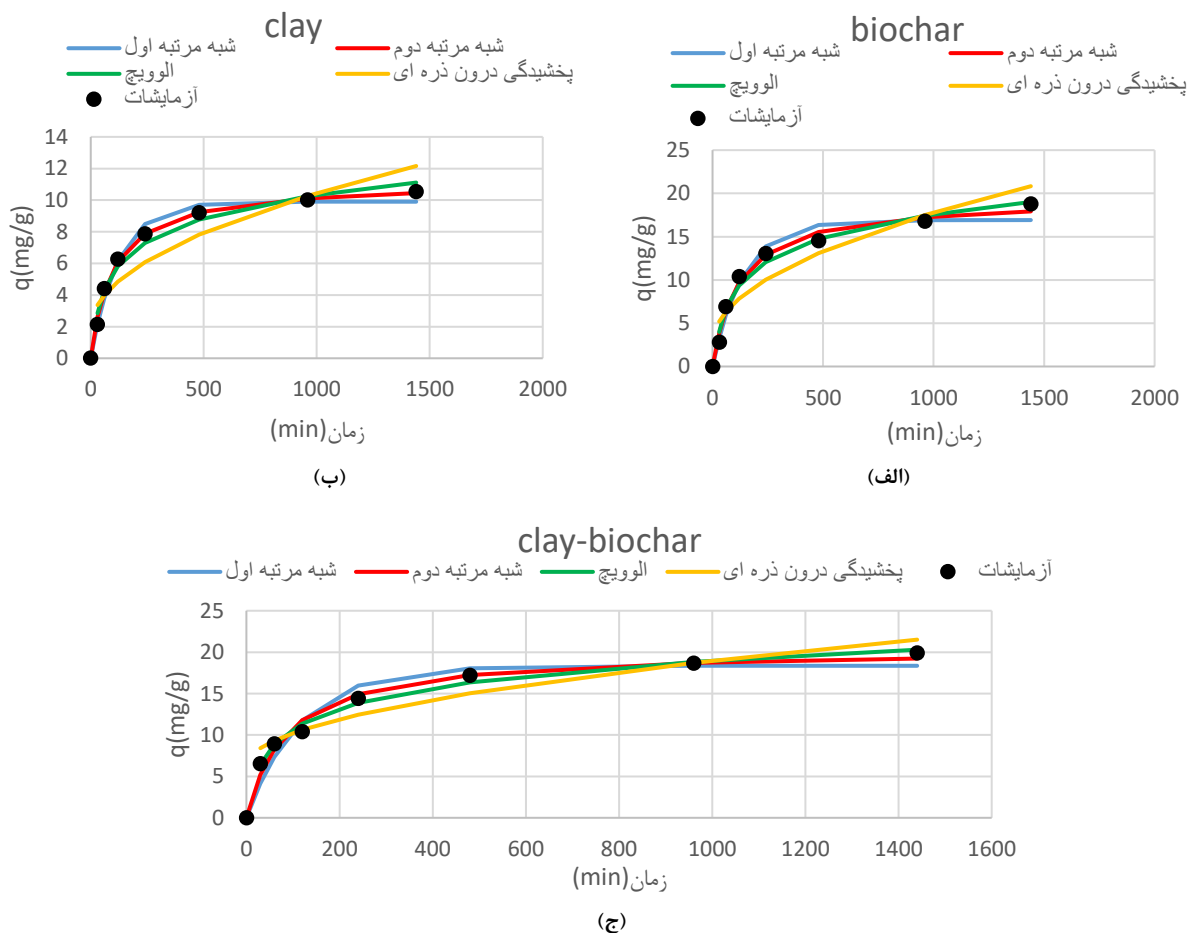 clay
شبه مرتبه اول
شبه مرتبه دوم
الوویچ
پخشیدگی درون ذره ای
آزمایشات
q(mg/g)
14
12
10
8
6
4
2
0
0 500 1000 1500 2000
زمان(min)
(ب)
biochar
شبه مرتبه اول
شبه مرتبه دوم
الوویچ
پخشیدگی درون ذره ای
آزمایشات
q(mg/g)
25
20
15
10
5
0
0 500 1000 1500 2000
زمان(min)
(الف)
clay-biochar
شبه مرتبه اول شبه مرتبه دوم الوویچ پخشیدگی درون ذره ای آزمایشات
q(mg/g)
25
20
15
10
5
0
0 200 400 600 800 1000 1200 1400 1600
زمان(min)
(ج)